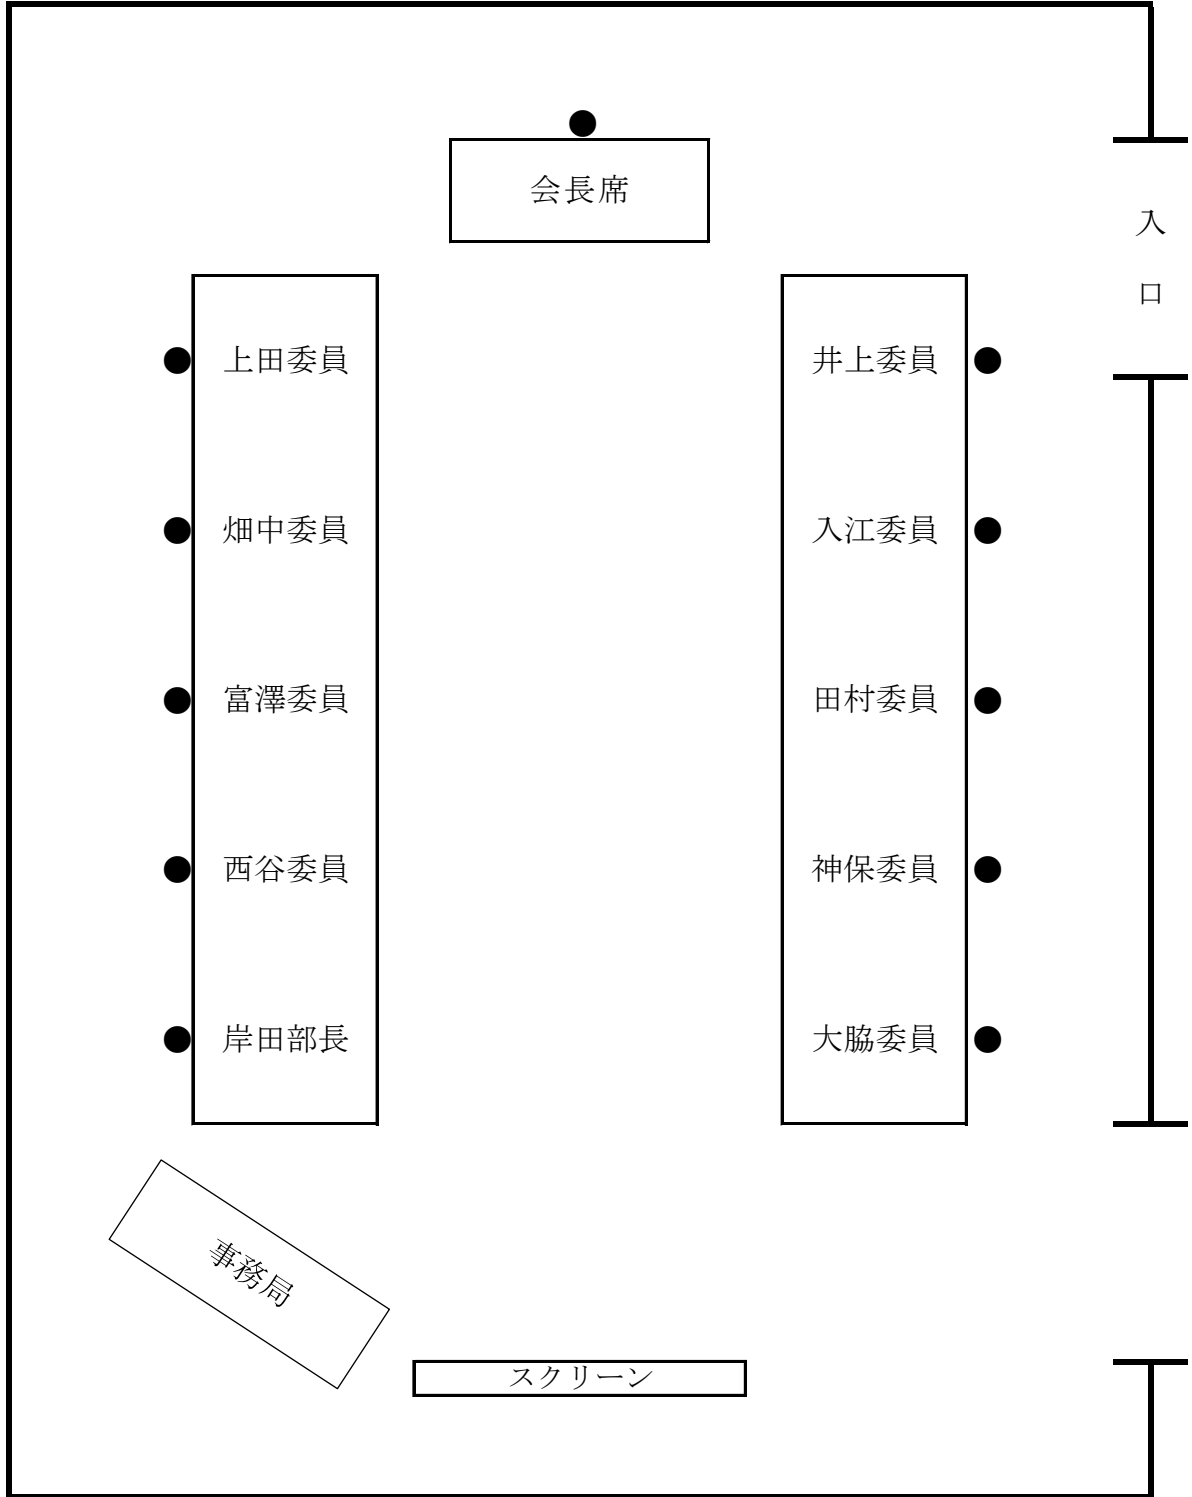 会長席
入
口
上田委員
井上委員
畑中委員
入江委員
富澤委員
田村委員
西谷委員
神保委員
岸田部長
大脇委員
事務局
スクリーン